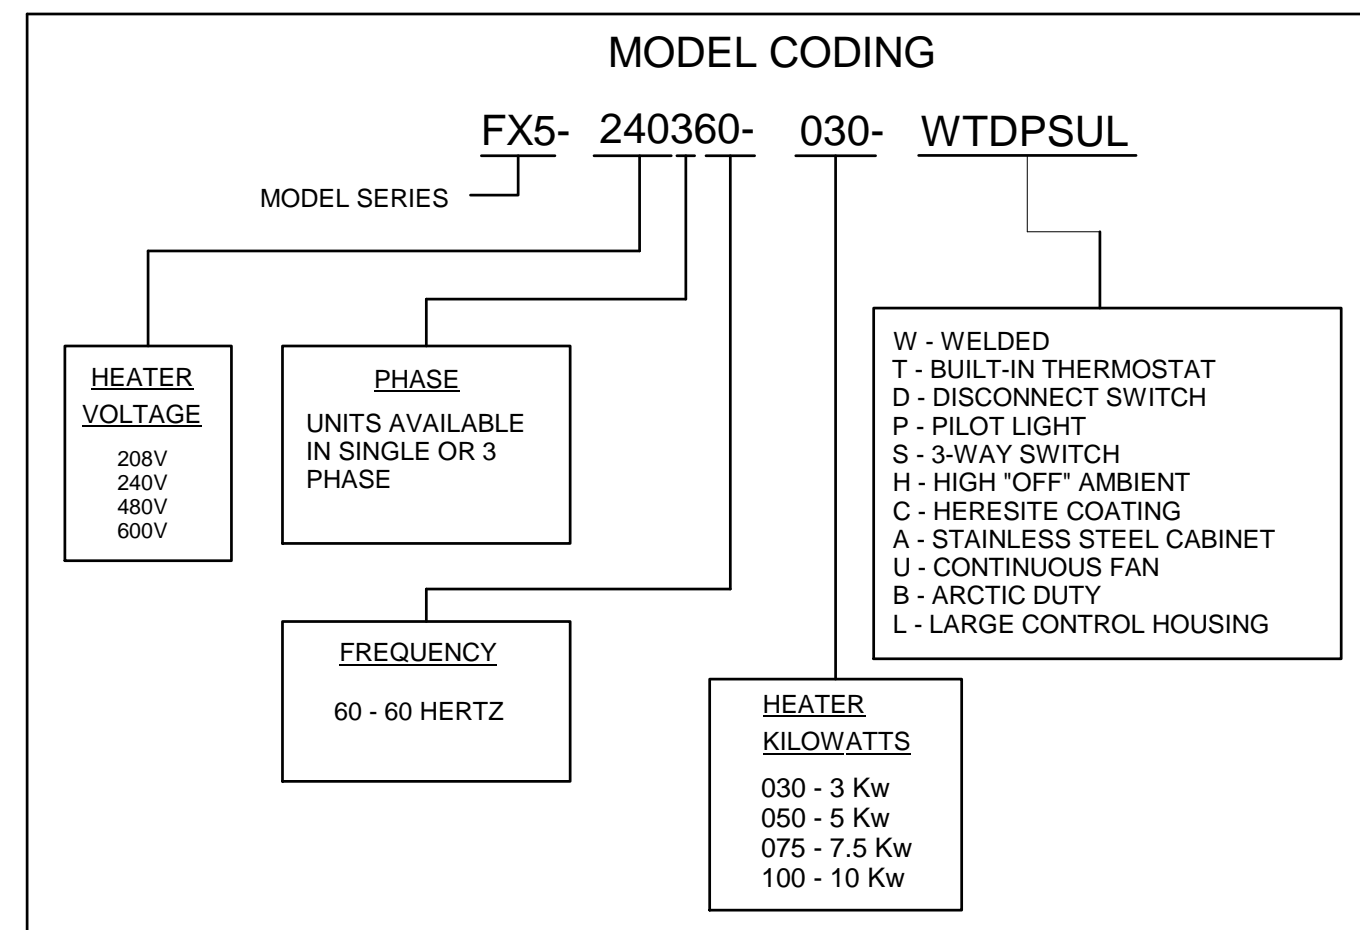 MODEL CODING
FX5- 240360- 030- WTDPSUL
MODEL SERIES
HEATER
VOLTAGE
208V
240V
480V
600V
PHASE
UNITS AVAILABLE
IN SINGLE OR 3
PHASE
W - WELDED
T - BUILT-IN THERMOSTAT
D - DISCONNECT SWITCH
P - PILOT LIGHT
S - 3-WAY SWITCH
H - HIGH "OFF" AMBIENT
C - HERESITE COATING
A - STAINLESS STEEL CABINET
U - CONTINUOUS FAN
B - ARCTIC DUTY
L - LARGE CONTROL HOUSING
FREQUENCY
60 - 60 HERTZ
HEATER
KILOWATTS
030 - 3 Kw
050 - 5 Kw
075 - 7.5 Kw
100 - 10 Kw